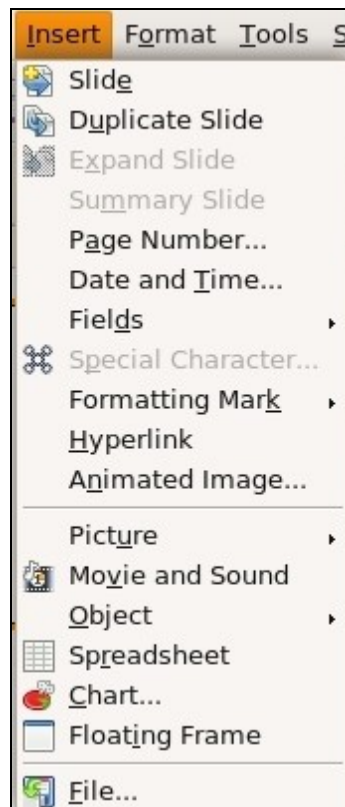 Insert Format Tools S
Slide
Duplicate Slide
Expand Slide
Summary Slide
Page Number...
Date and Time...
Fields
Special Character...
Formatting Mark
Hyperlink
Animated Image...
Picture
Movie and Sound
Object
Spreadsheet
Chart...
Floating Frame
File...